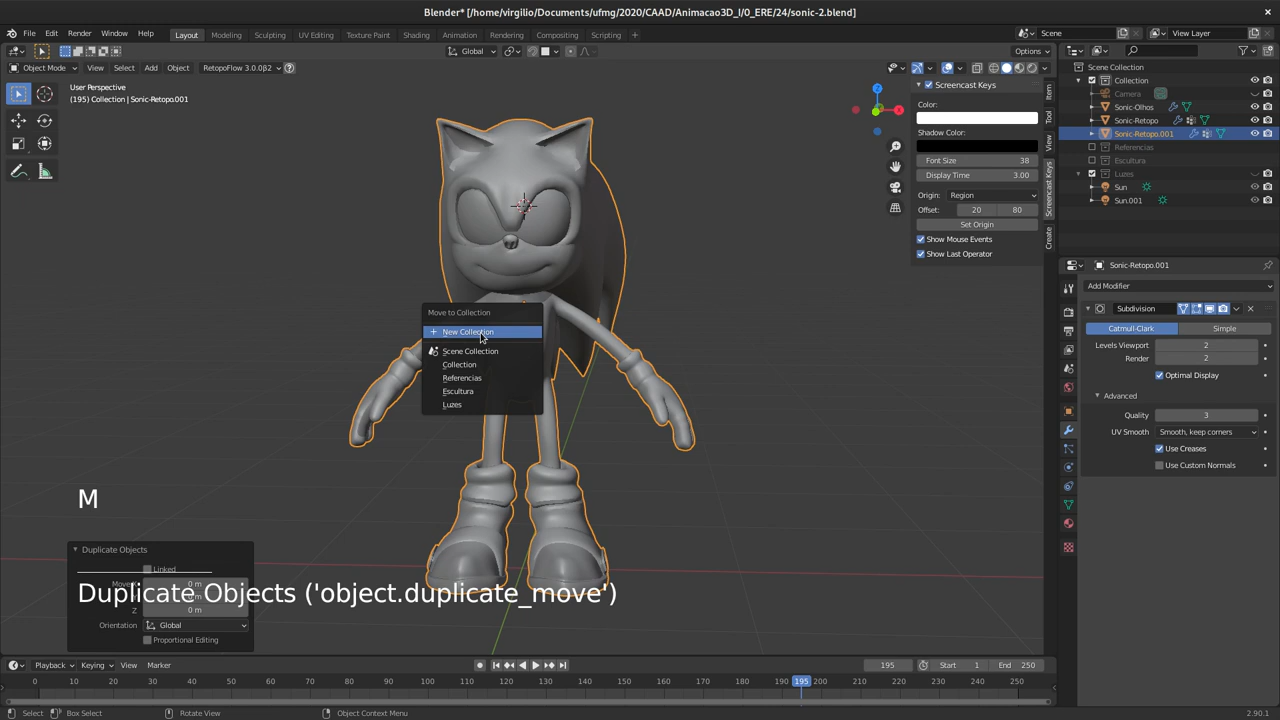 Blender* [/home/virgilio/Documents/ufmg/2020/CAAD/Animacao3D_I/0_ERE/24/sonic-2.blend]
File Edit Render Window Help Layout Modeling Sculpting UV Editing Texture Paint Shading Animation Rendering Compositing Scripting + Scene View Layer
Global Options
Object Mode View Select Add Object RetopoFlow 3.0.0β2
User Perspective
(195) Collection | Sonic-Retopo.001
Z
X
Screencast Keys
Color:
Shadow Color:
Font Size 38
Display Time 3.00
Origin: Region
Offset: 20 80
Set Origin
Show Mouse Events
Show Last Operator
Item
Tool
View
Screencast Keys
Create
Scene Collection
Collection
Camera
Sonic-Olhos
Sonic-Retopo
Sonic-Retopo.001
Referencias
Escultura
Luzes
Sun
Sun.001
Sonic-Retopo.001
Add Modifier
Subdivision
Catmull-Clark Simple
Levels Viewport 2
Render 2
Optimal Display
Advanced
Quality 3
UV Smooth Smooth, keep corners
Use Creases
Use Custom Normals
Move to Collection
New Collection
Scene Collection
Collection
Referencias
Escultura
Luzes
M
Duplicate Objects
Linked
0 m
Duplicate Objects ('object.duplicate_move')
Z 0 m
Orientation Global
Proportional Editing
Playback Keying View Marker 195 Start 1 End 250
0 10 20 30 40 50 60 70 80 90 100 110 120 130 140 150 160 170 180 190 195 200 210 220 230 240 250
Select Box Select Rotate View Object Context Menu 2.90.1